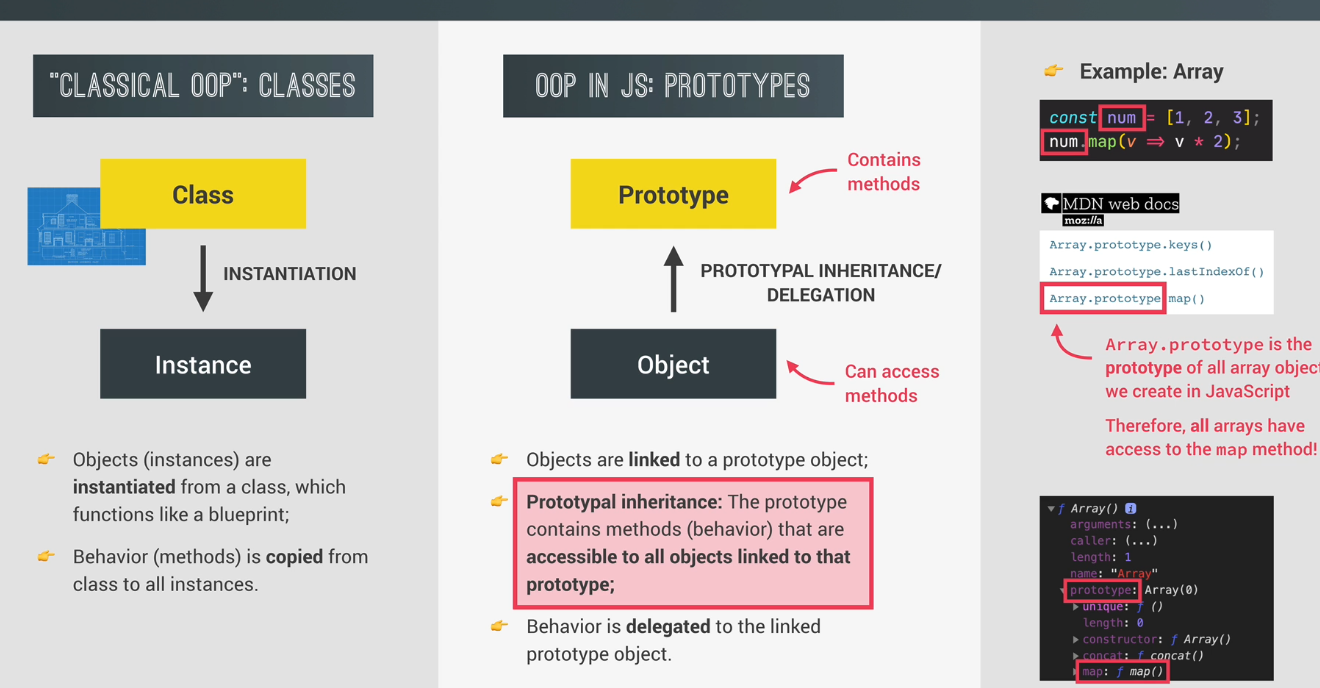 "CLASSICAL OOP": CLASSES
Class
INSTANTIATION
Instance
👉 Objects (instances) are
instantiated from a class, which
functions like a blueprint;
👉 Behavior (methods) is copied from
class to all instances.
OOP IN JS: PROTOTYPES
Prototype
Contains
methods
PROTOTYPAL INHERITANCE/
DELEGATION
Object
Can access
methods
👉 Objects are linked to a prototype object;
👉 Prototypal inheritance: The prototype
contains methods (behavior) that are
accessible to all objects linked to that
prototype;
👉 Behavior is delegated to the linked
prototype object.
👉 Example: Array
const num = [1, 2, 3];
num.map(v ⇒ v * 2);
MDN web docs
moz://a
Array.prototype.keys()
Array.prototype.lastIndexOf()
Array.prototype.map()
Array.prototype is the
prototype of all array object
we create in JavaScript
Therefore, all arrays have
access to the map method!
▼ƒ Array() i
arguments: (...)
caller: (...)
length: 1
name: "Array"
▼prototype: Array(0)
▶unique: ƒ ()
length: 0
▶constructor: ƒ Array()
▶concat: ƒ concat()
▶map: ƒ map()